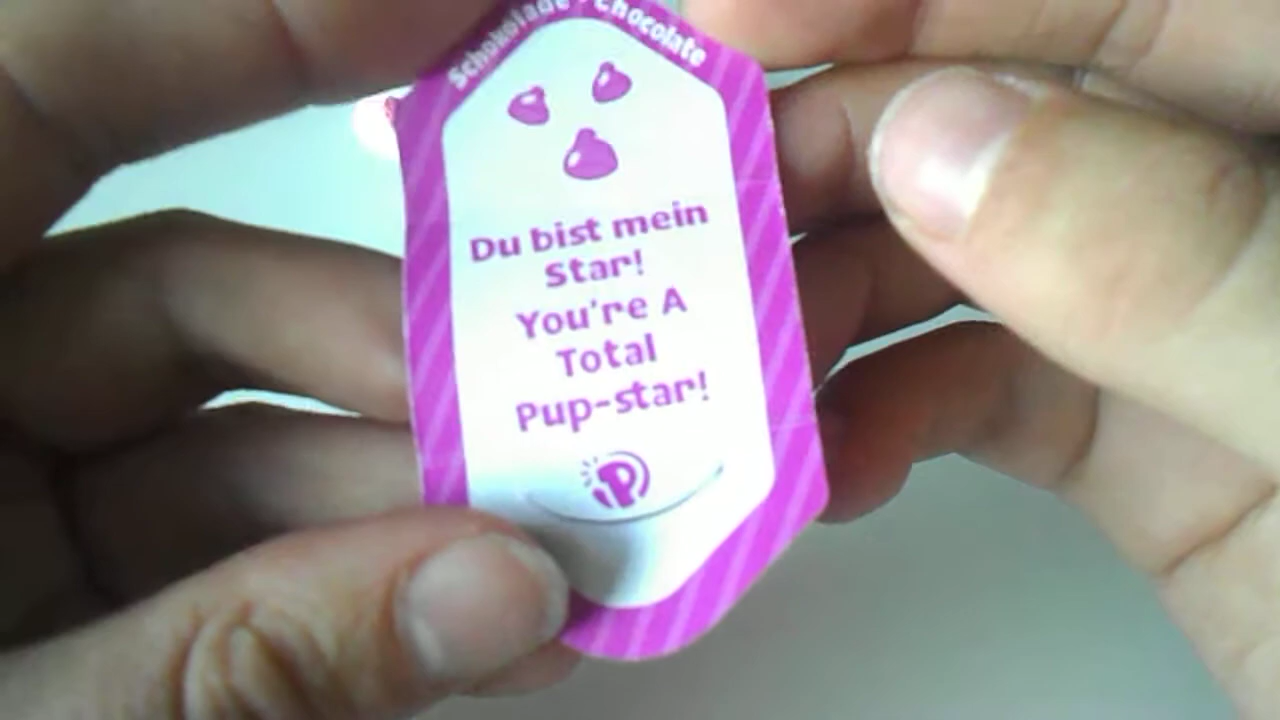 Schokolade · Chocolate
Du bist mein
Star!
You're A
Total
Pup-star!
P